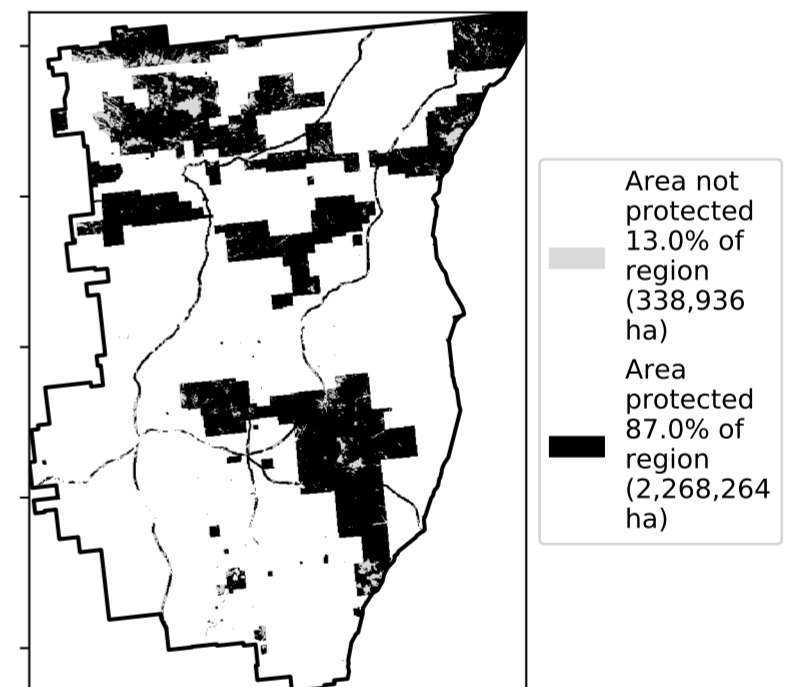 Area not
protected
13.0% of
region
(338,936
ha)
Area
protected
87.0% of
region
(2,268,264
ha)